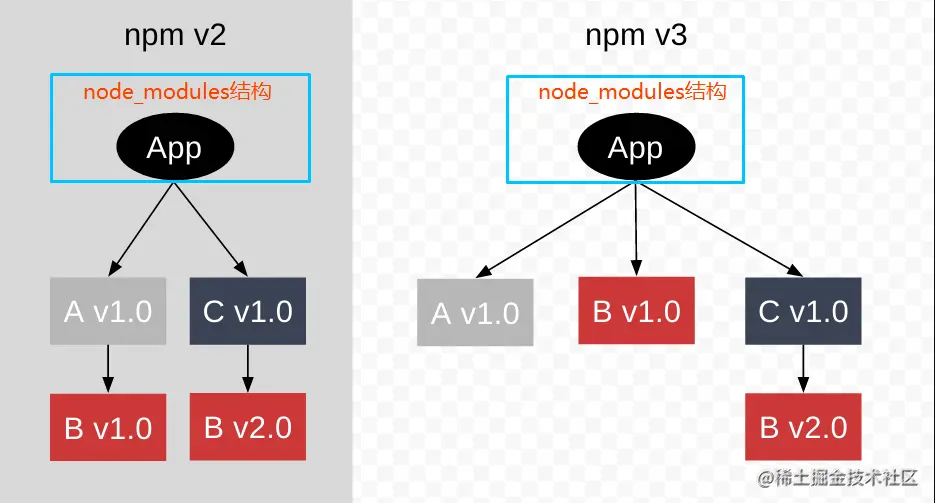 npm v2
node_modules结构
App
A v1.0
C v1.0
B v1.0
B v2.0
npm v3
node_modules结构
App
A v1.0
B v1.0
C v1.0
B v2.0
@稀土掘金技术社区